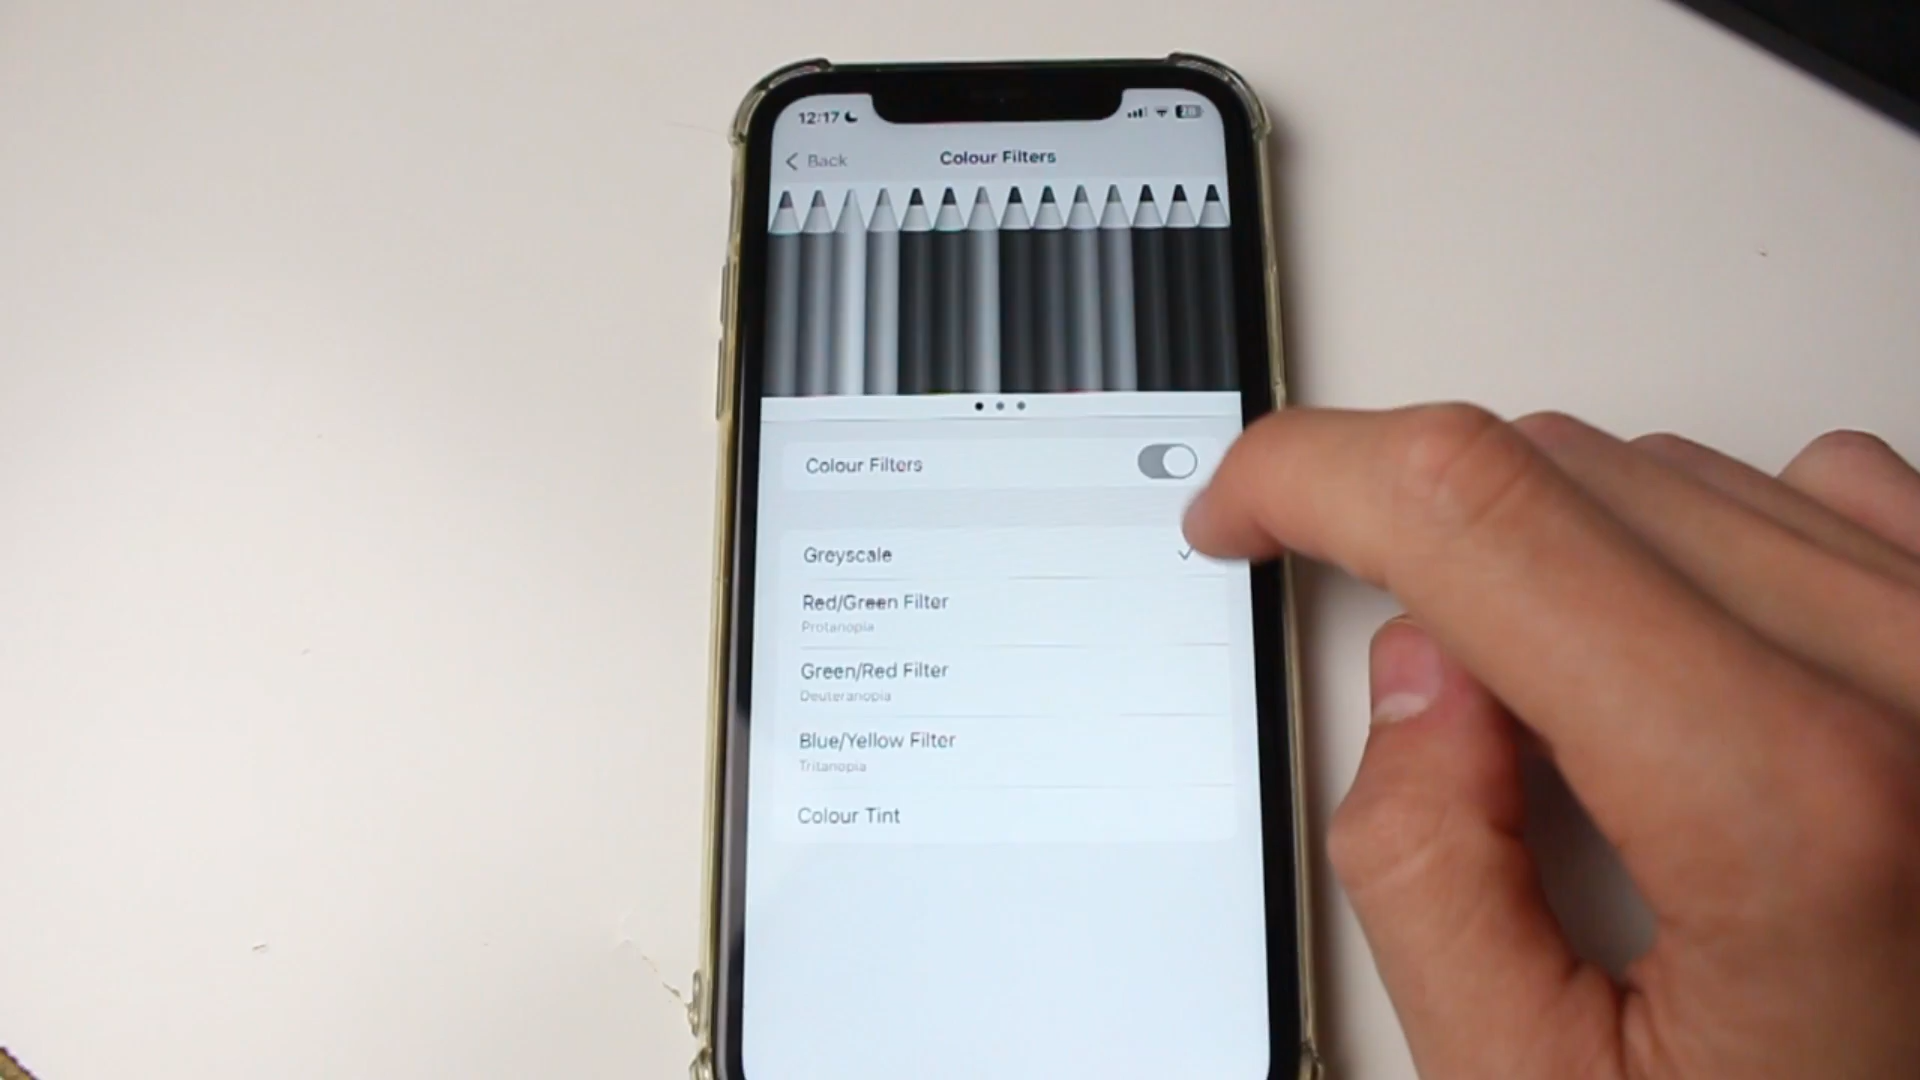 12:17
Back
Colour Filters
Colour Filters
Greyscale
Red/Green Filter
Protanopia
Green/Red Filter
Deuteranopia
Blue/Yellow Filter
Tritanopia
Colour Tint